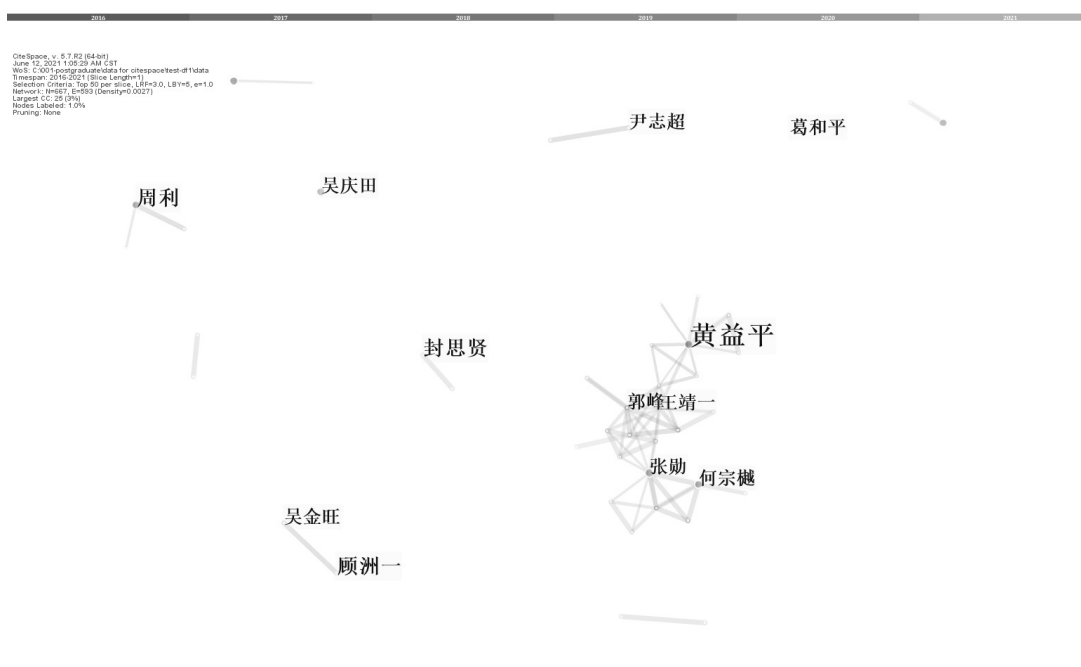 2016 2017 2018 2019 2020 2021
CiteSpace, v. 5.7.R2 (64-bit)
June 12, 2021 1:05:29 AM CST
WoS: C:\001-postgraduate\data for citespace\test-df1\data
Timespan: 2016-2021 (Slice Length=1)
Selection Criteria: Top 50 per slice, LRF=3.0, LBY=5, e=1.0
Network: N=667, E=593 (Density=0.0027)
Largest CC: 25 (3%)
Nodes Labeled: 1.0%
Pruning: None
尹志超
葛和平
吴庆田
周利
黄益平
封思贤
郭峰
王靖一
张勋
何宗樾
吴金旺
顾洲一